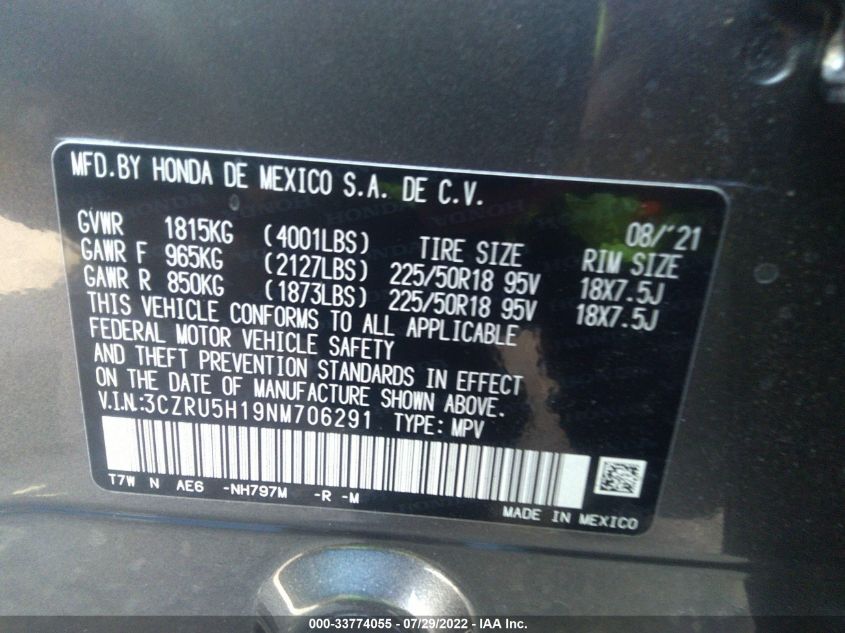 MFD.BY HONDA DE MEXICO S.A. DE C.V.
08/'21
GVWR 1815KG (4001LBS) TIRE SIZE RIM SIZE
GAWR F 965KG (2127LBS) 225/50R18 95V 18X7.5J
GAWR R 850KG (1873LBS) 225/50R18 95V 18X7.5J
THIS VEHICLE CONFORMS TO ALL APPLICABLE
FEDERAL MOTOR VEHICLE SAFETY
AND THEFT PREVENTION STANDARDS IN EFFECT
ON THE DATE OF MANUFACTURE SHOWN ABOVE.
V.I.N.:3CZRU5H19NM706291 TYPE: MPV
T7W N AE6 -NH797M -R -M
MADE IN MEXICO
000-33774055 - 07/29/2022 - IAA Inc.